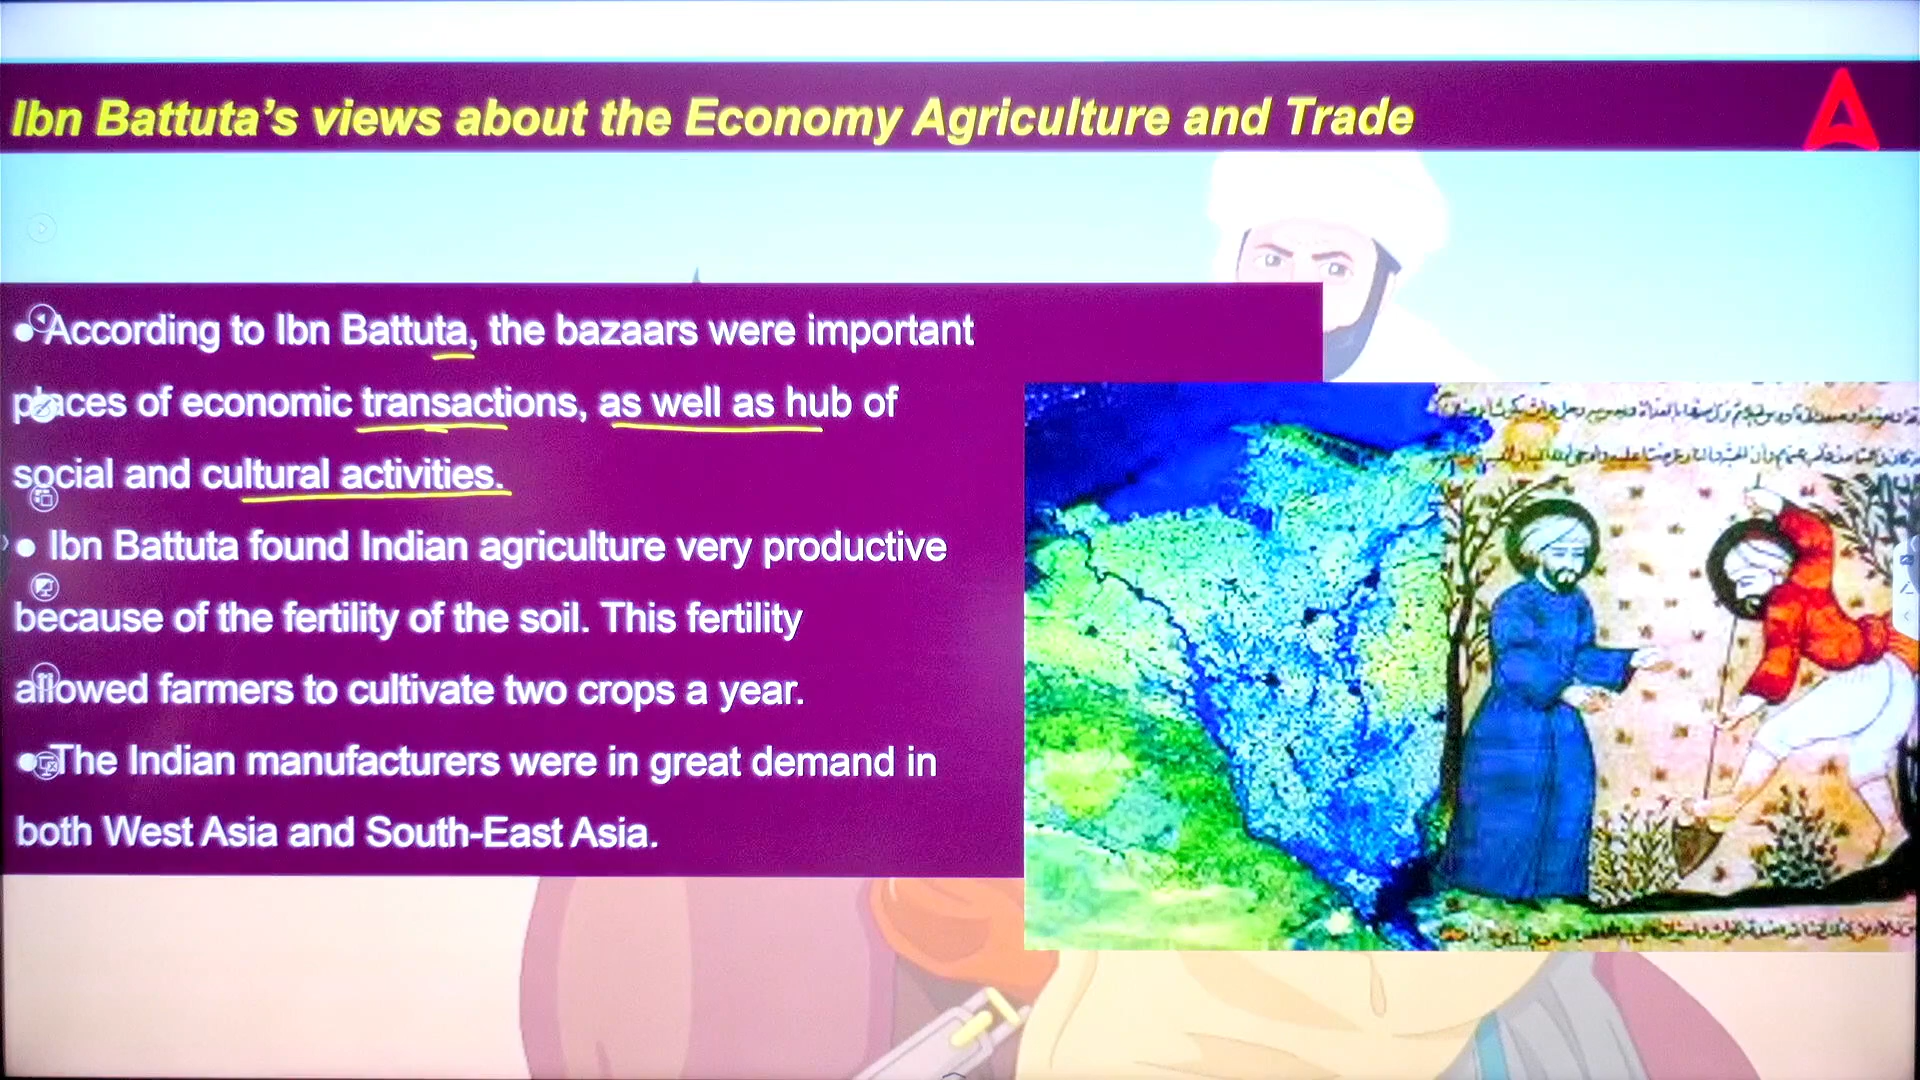 Ibn Battuta's views about the Economy Agriculture and Trade
• According to Ibn Battuta, the bazaars were important
places of economic transactions, as well as hub of
social and cultural activities.
• Ibn Battuta found Indian agriculture very productive
because of the fertility of the soil. This fertility
allowed farmers to cultivate two crops a year.
• The Indian manufacturers were in great demand in
both West Asia and South-East Asia.